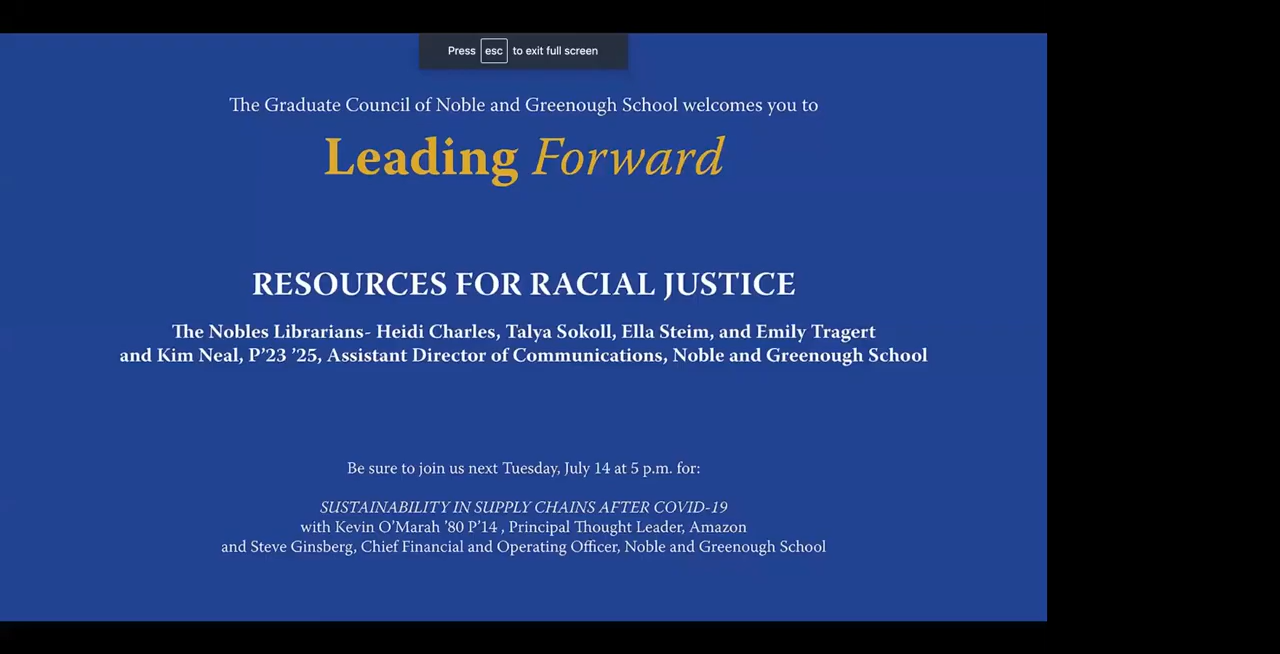 Press esc to exit full screen
The Graduate Council of Noble and Greenough School welcomes you to
Leading Forward
RESOURCES FOR RACIAL JUSTICE
The Nobles Librarians- Heidi Charles, Talya Sokoll, Ella Steim, and Emily Tragert
and Kim Neal, P’23 ’25, Assistant Director of Communications, Noble and Greenough School
Be sure to join us next Tuesday, July 14 at 5 p.m. for:
SUSTAINABILITY IN SUPPLY CHAINS AFTER COVID-19
with Kevin O’Marah ’80 P’14 , Principal Thought Leader, Amazon
and Steve Ginsberg, Chief Financial and Operating Officer, Noble and Greenough School